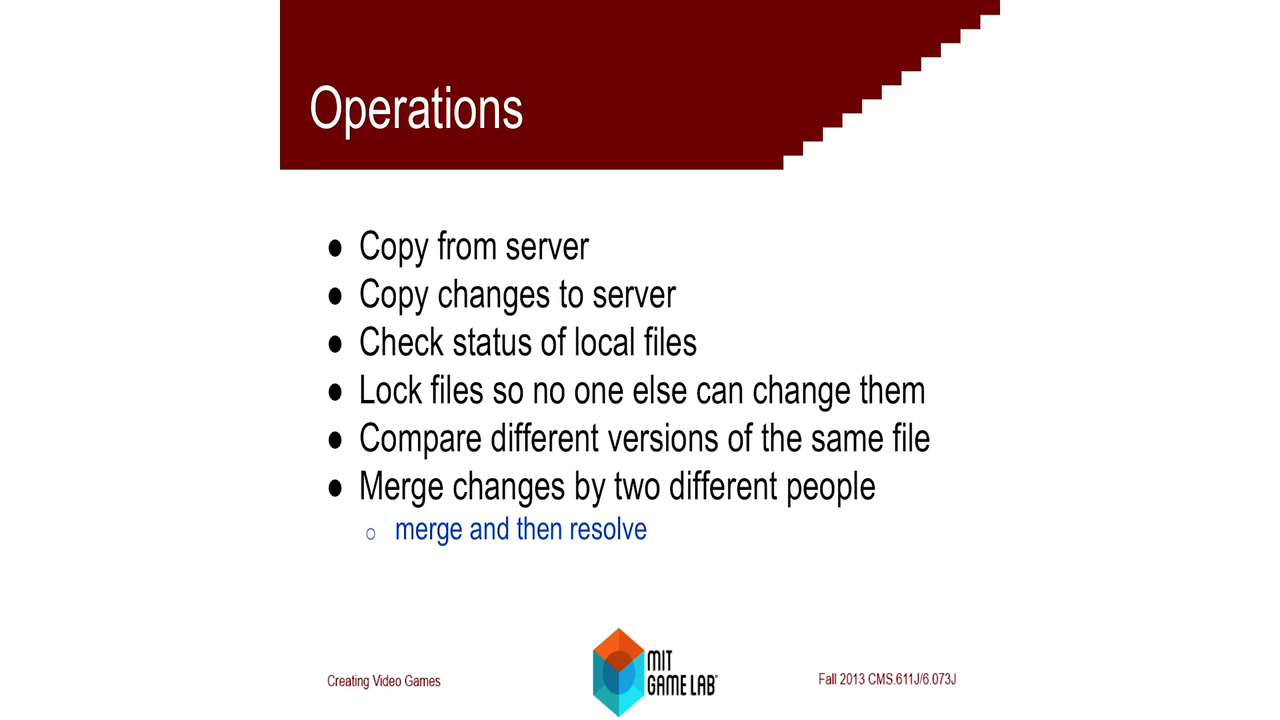 Operations
● Copy from server
● Copy changes to server
● Check status of local files
● Lock files so no one else can change them
● Compare different versions of the same file
● Merge changes by two different people
○ merge and then resolve
Creating Video Games
MIT
GAME LAB
Fall 2013 CMS.611J/6.073J